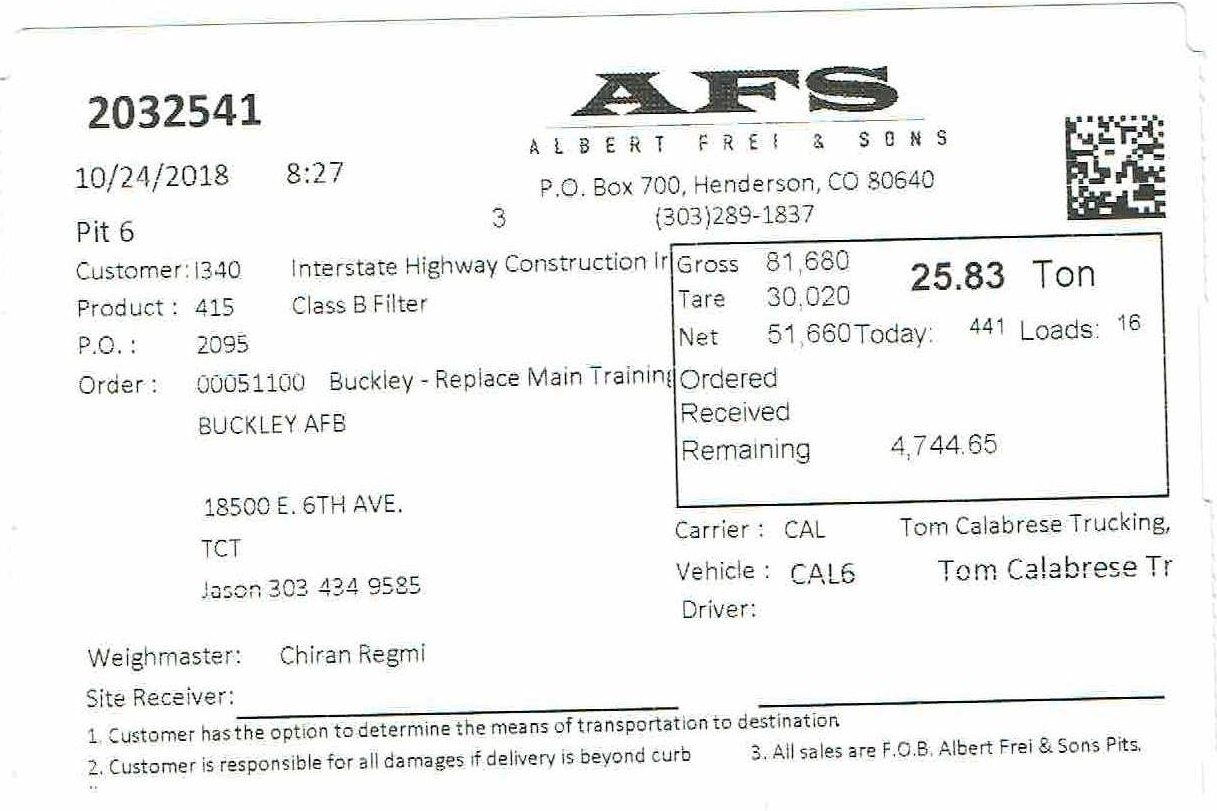 AFS
2032541
ALBERT FREI & SONS
10/24/2018 8:27
P.O. Box 700, Henderson, CO 80640
3 (303)289-1837
Pit 6
Customer: I340 Interstate Highway Construction Ir
Gross 81,680 25.83 Ton
Product : 415 Class B Filter
Tare 30,020
P.O. : 2095
Net 51,660 Today: 441 Loads: 16
Order : 00051100 Buckley - Replace Main Training
Ordered
BUCKLEY AFB
Received
Remaining 4,744.65
18500 E. 6TH AVE.
Carrier : CAL Tom Calabrese Trucking,
TCT
Vehicle : CAL6 Tom Calabrese Tr
Jason 303 434 9585
Driver:
Weighmaster: Chiran Regmi
Site Receiver:
1. Customer has the option to determine the means of transportation to destination
2. Customer is responsible for all damages if delivery is beyond curb 3. All sales are F.O.B. Albert Frei & Sons Pits.